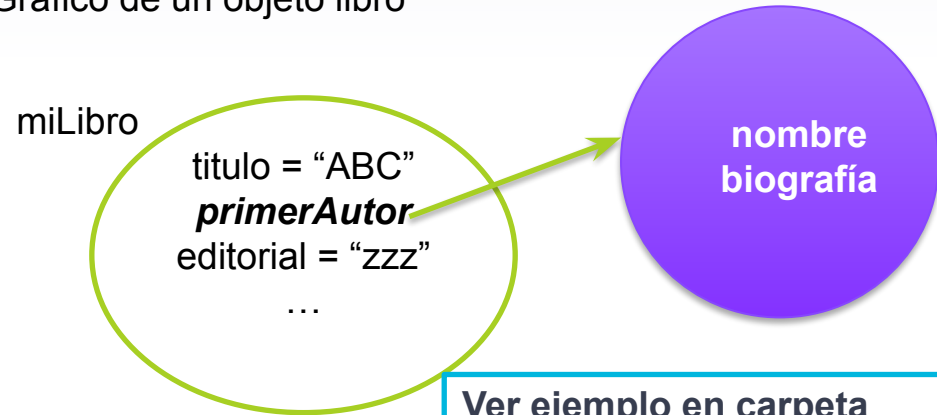 Gráfico de un objeto libro
miLibro
titulo = “ABC”
primerAutor
editorial = “zzz”
…
nombre
biografía
Ver ejemplo en carpeta